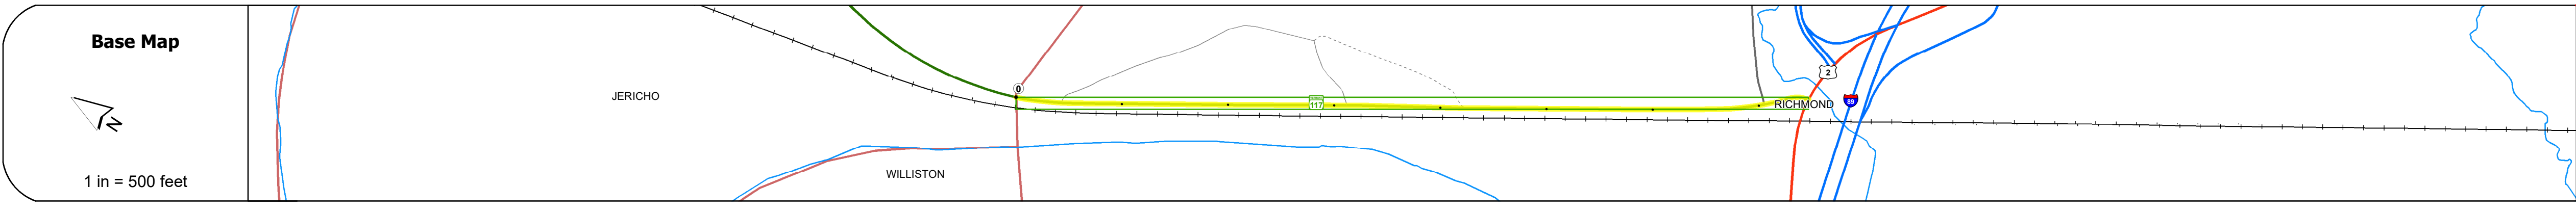 Base Map
N
1 in = 500 feet
JERICHO
WILLISTON
0
117
2
RICHMOND
89